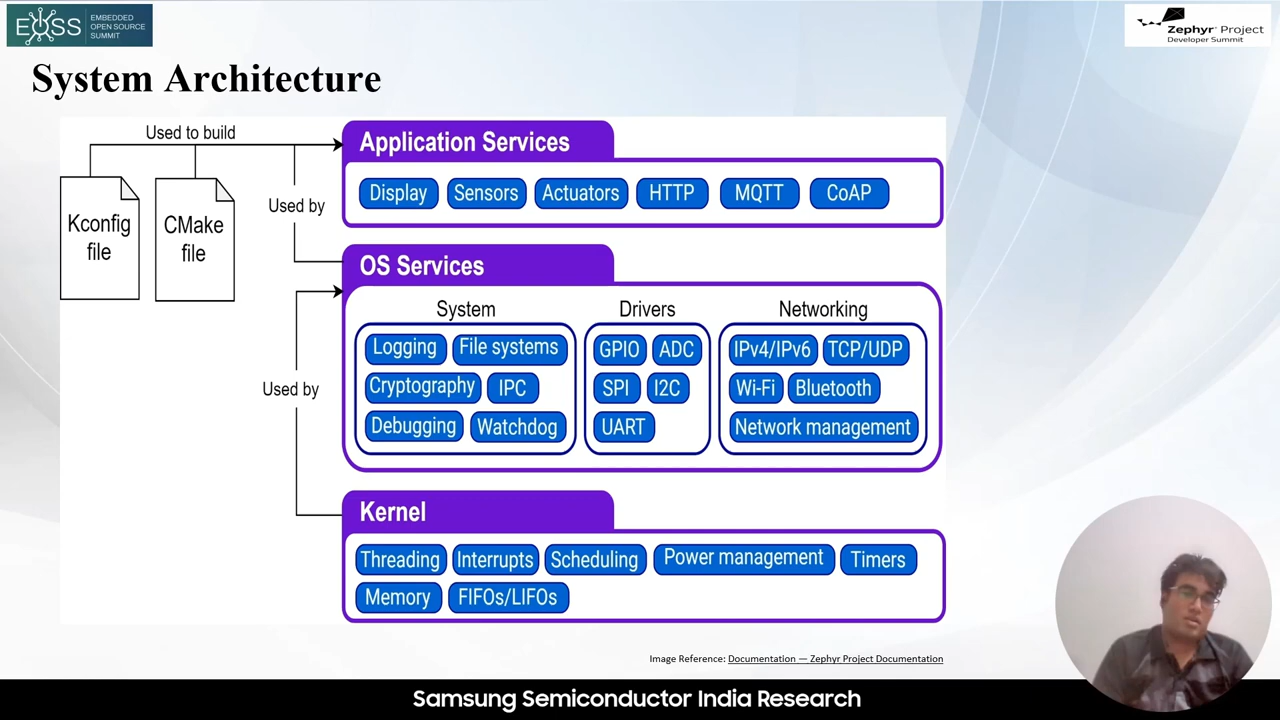 EOSS
EMBEDDED
OPEN SOURCE
SUMMIT
Zephyr® Project
Developer Summit
System Architecture
Used to build
Kconfig
file
CMake
file
Used by
Application Services
Display Sensors Actuators HTTP MQTT CoAP
OS Services
Used by
System
Logging File systems
Cryptography IPC
Debugging Watchdog
Drivers
GPIO ADC
SPI I2C
UART
Networking
IPv4/IPv6 TCP/UDP
Wi-Fi Bluetooth
Network management
Kernel
Threading Interrupts Scheduling Power management Timers
Memory FIFOs/LIFOs
Image Reference: Documentation — Zephyr Project Documentation
Samsung Semiconductor India Research